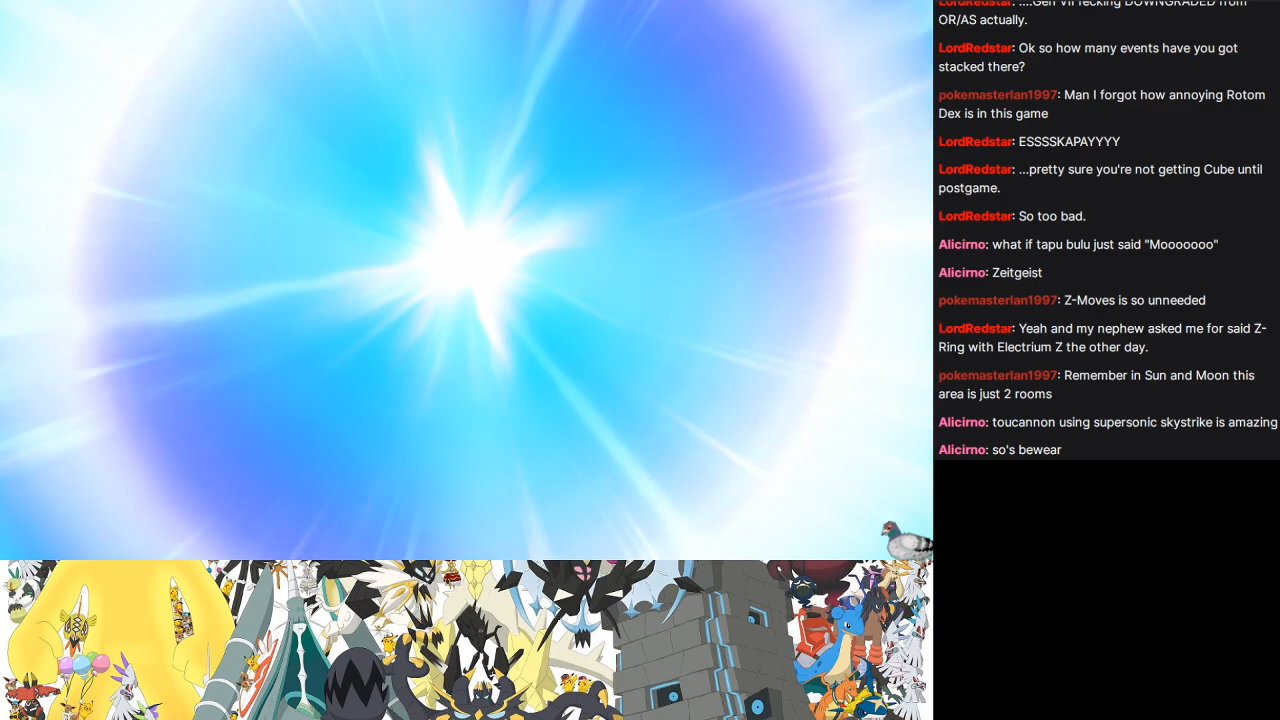 LordRedstar: ....Gen VII fecking DOWNGRADED from
OR/AS actually.
LordRedstar: Ok so how many events have you got
stacked there?
pokemasterIan1997: Man I forgot how annoying Rotom
Dex is in this game
LordRedstar: ESSSSKAPAYYYY
LordRedstar: ...pretty sure you're not getting Cube until
postgame.
LordRedstar: So too bad.
Alicirno: what if tapu bulu just said "Mooooooo"
Alicirno: Zeitgeist
pokemasterIan1997: Z-Moves is so unneeded
LordRedstar: Yeah and my nephew asked me for said Z-
Ring with Electrium Z the other day.
pokemasterIan1997: Remember in Sun and Moon this
area is just 2 rooms
Alicirno: toucannon using supersonic skystrike is amazing
Alicirno: so's bewear